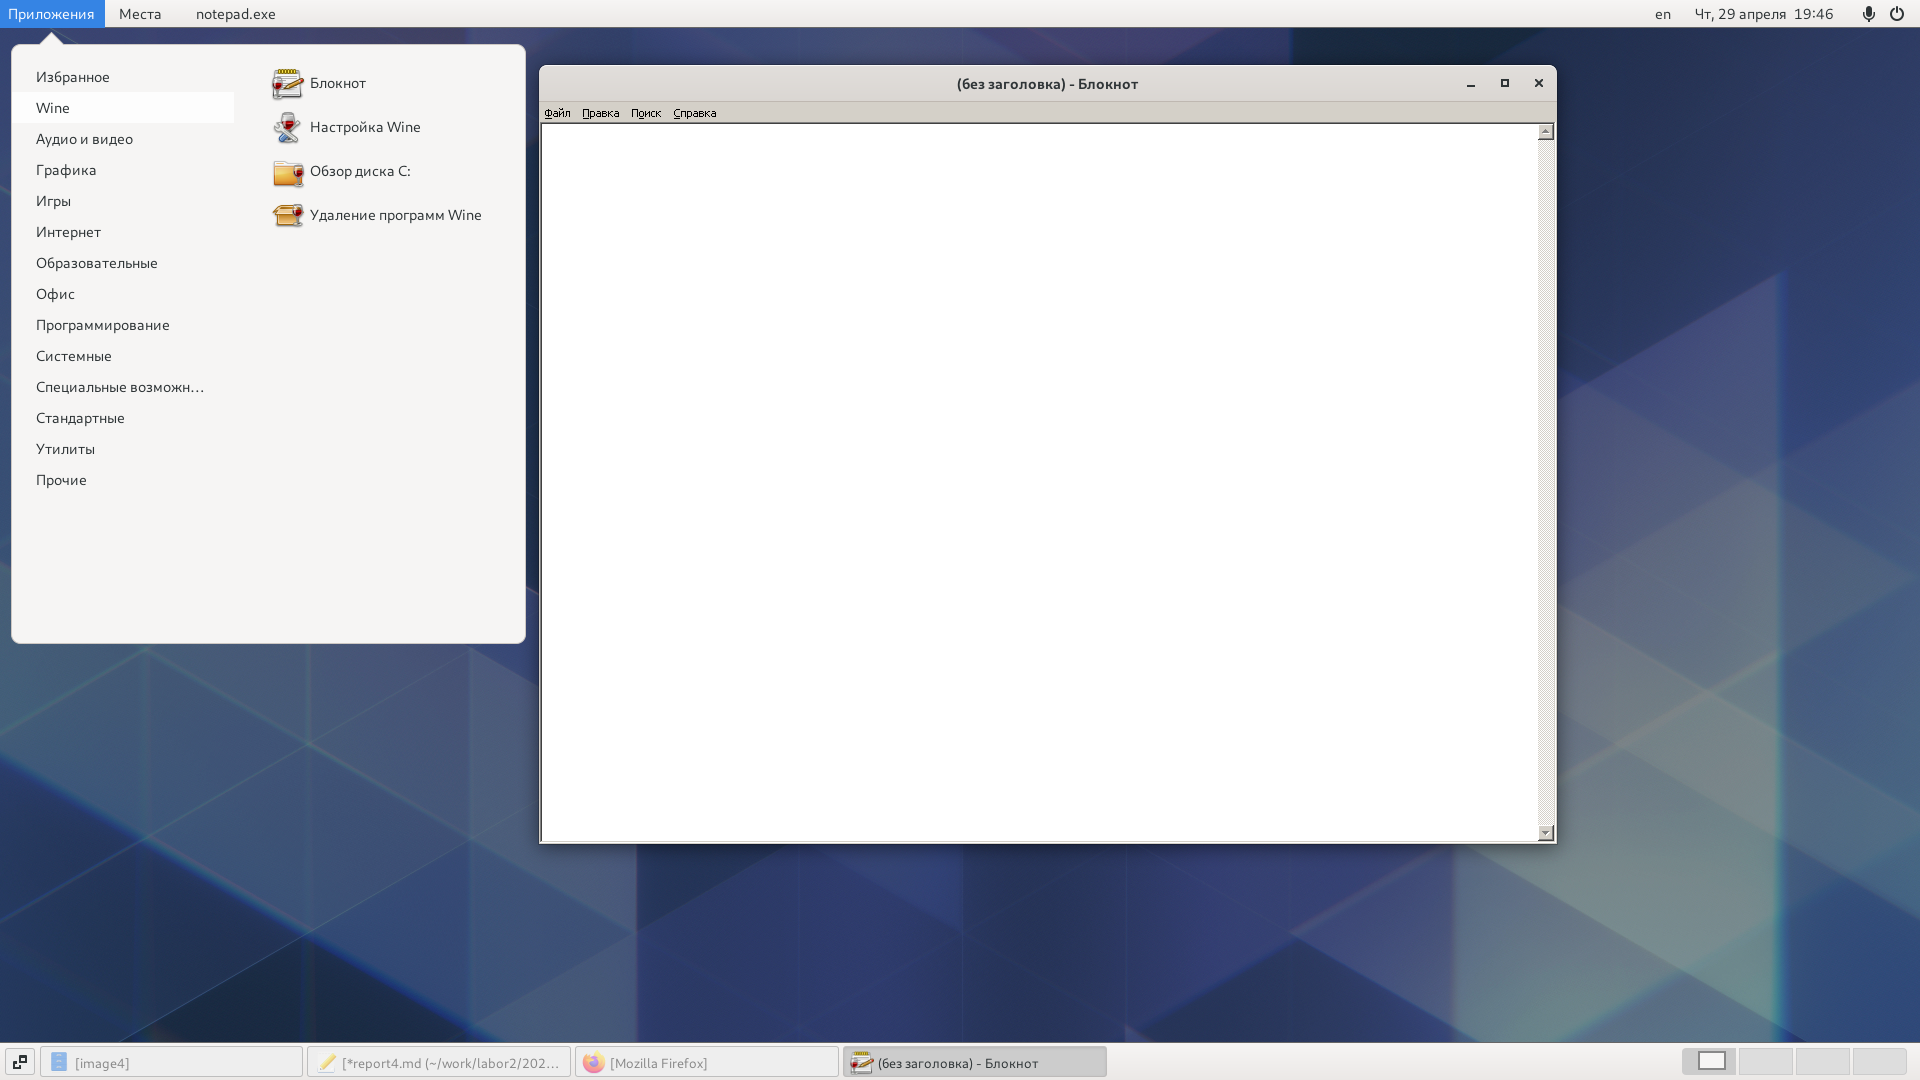 Приложения Места notepad.exe en Чт, 29 апреля 19:46
Избранное
Wine
Аудио и видео
Графика
Игры
Интернет
Образовательные
Офис
Программирование
Системные
Специальные возможн…
Стандартные
Утилиты
Прочие
Блокнот
Настройка Wine
Обзор диска C:
Удаление программ Wine
(без заголовка) - Блокнот
Файл Правка Поиск Справка
[image4] [*report4.md (~/work/labor2/202… [Mozilla Firefox] (без заголовка) - Блокнот